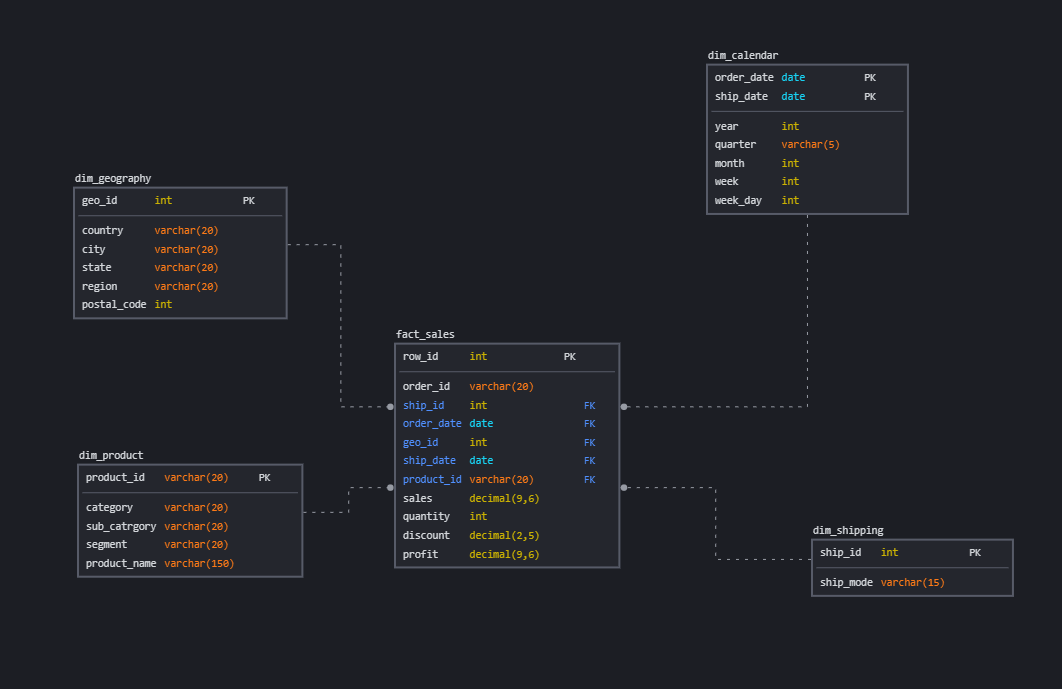 dim_calendar
order_date date PK
ship_date date PK
year int
quarter varchar(5)
month int
week int
week_day int
dim_geography
geo_id int PK
country varchar(20)
city varchar(20)
state varchar(20)
region varchar(20)
postal_code int
fact_sales
row_id int PK
order_id varchar(20)
ship_id int FK
order_date date FK
geo_id int FK
ship_date date FK
product_id varchar(20) FK
sales decimal(9,6)
quantity int
discount decimal(2,5)
profit decimal(9,6)
dim_product
product_id varchar(20) PK
category varchar(20)
sub_catrgory varchar(20)
segment varchar(20)
product_name varchar(150)
dim_shipping
ship_id int PK
ship_mode varchar(15)